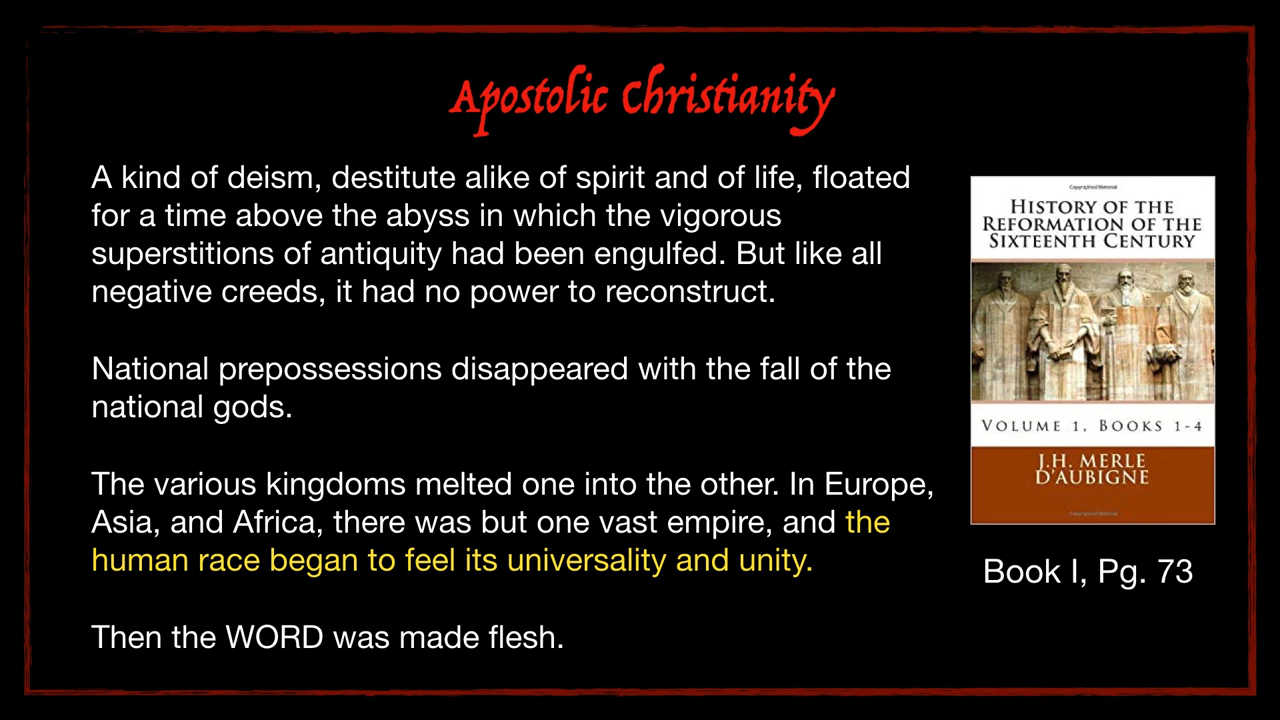 Apostolic Christianity
A kind of deism, destitute alike of spirit and of life, floated
for a time above the abyss in which the vigorous
superstitions of antiquity had been engulfed. But like all
negative creeds, it had no power to reconstruct.
National prepossessions disappeared with the fall of the
national gods.
The various kingdoms melted one into the other. In Europe,
Asia, and Africa, there was but one vast empire, and the
human race began to feel its universality and unity.
Then the WORD was made flesh.
Copyrighted Material
History of the
Reformation of the
Sixteenth Century
Volume 1, Books 1-4
J.H. Merle
D'Aubigne
Copyrighted Material
Book I, Pg. 73